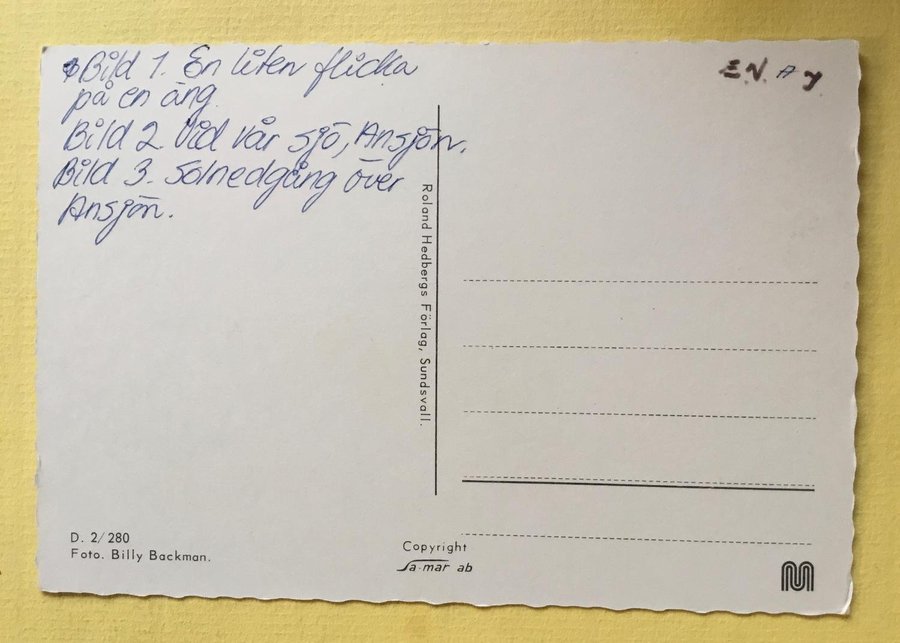 Bild 1. En liten flicka
på en äng.
Bild 2. Vid vår sjö, Ansjön.
Bild 3. Solnedgång över
Ansjön.
E.N. A y
Roland Hedbergs Förlag, Sundsvall.
D. 2/280
Foto. Billy Backman.
Copyright
Sa-mar ab